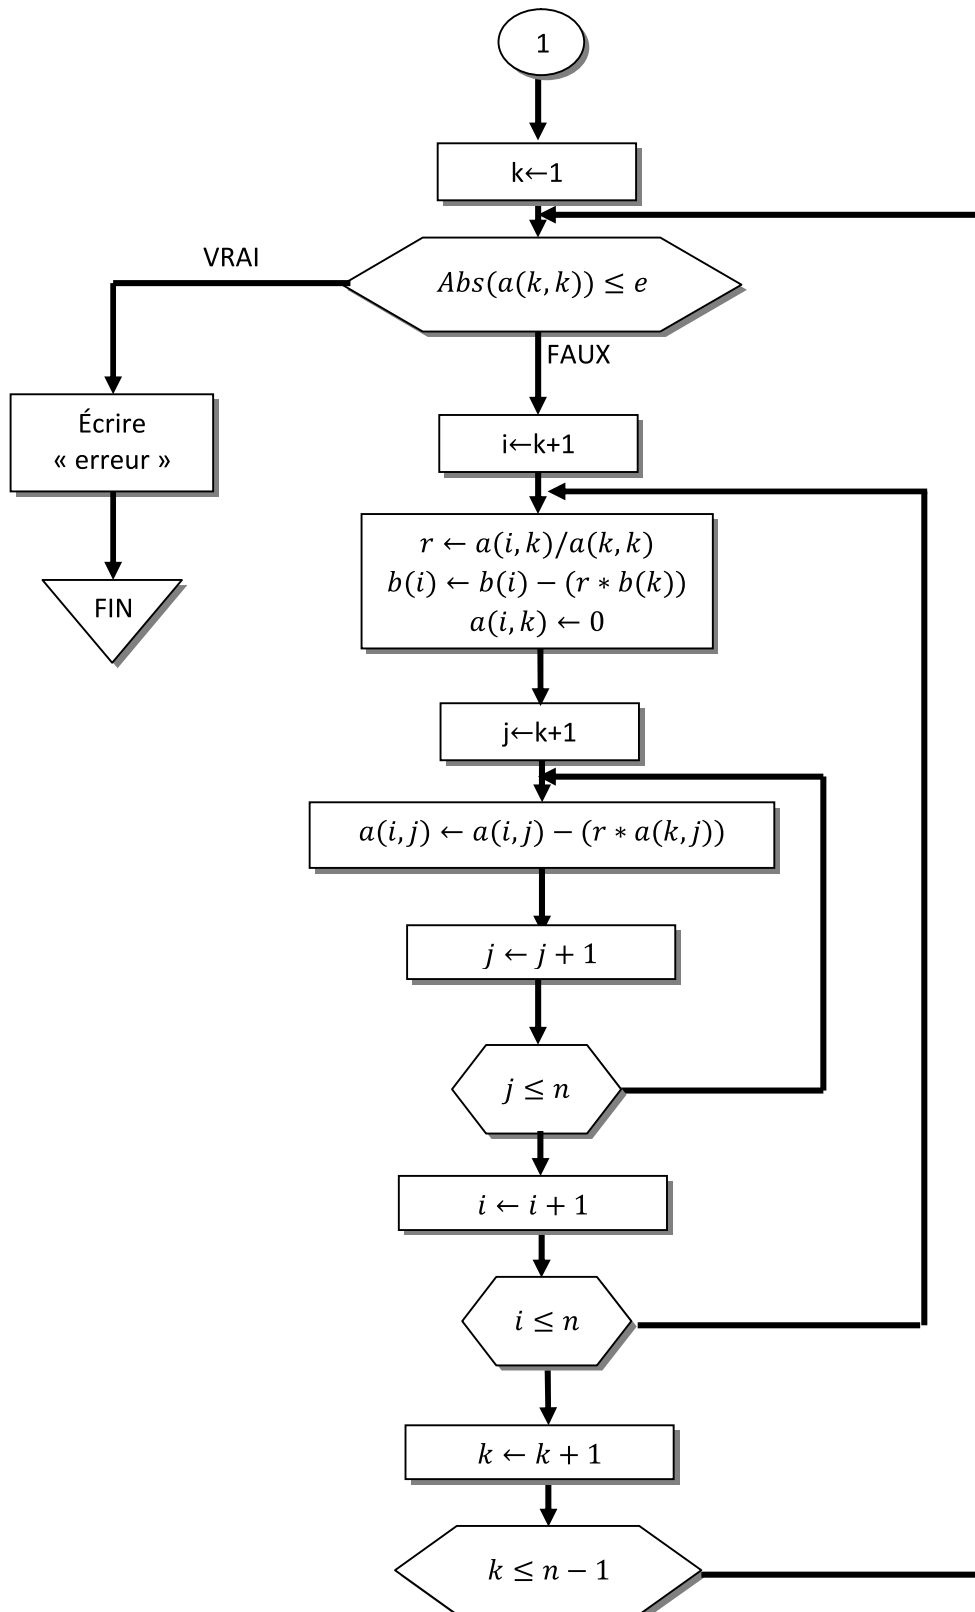 1
k←1
VRAI
Abs(a(k,k)) ≤ e
FAUX
Écrire
« erreur »
i←k+1
FIN
r ← a(i,k)/a(k,k)
b(i) ← b(i) − (r ∗ b(k))
a(i,k) ← 0
j←k+1
a(i,j) ← a(i,j) − (r ∗ a(k,j))
j ← j + 1
j ≤ n
i ← i + 1
i ≤ n
k ← k + 1
k ≤ n − 1